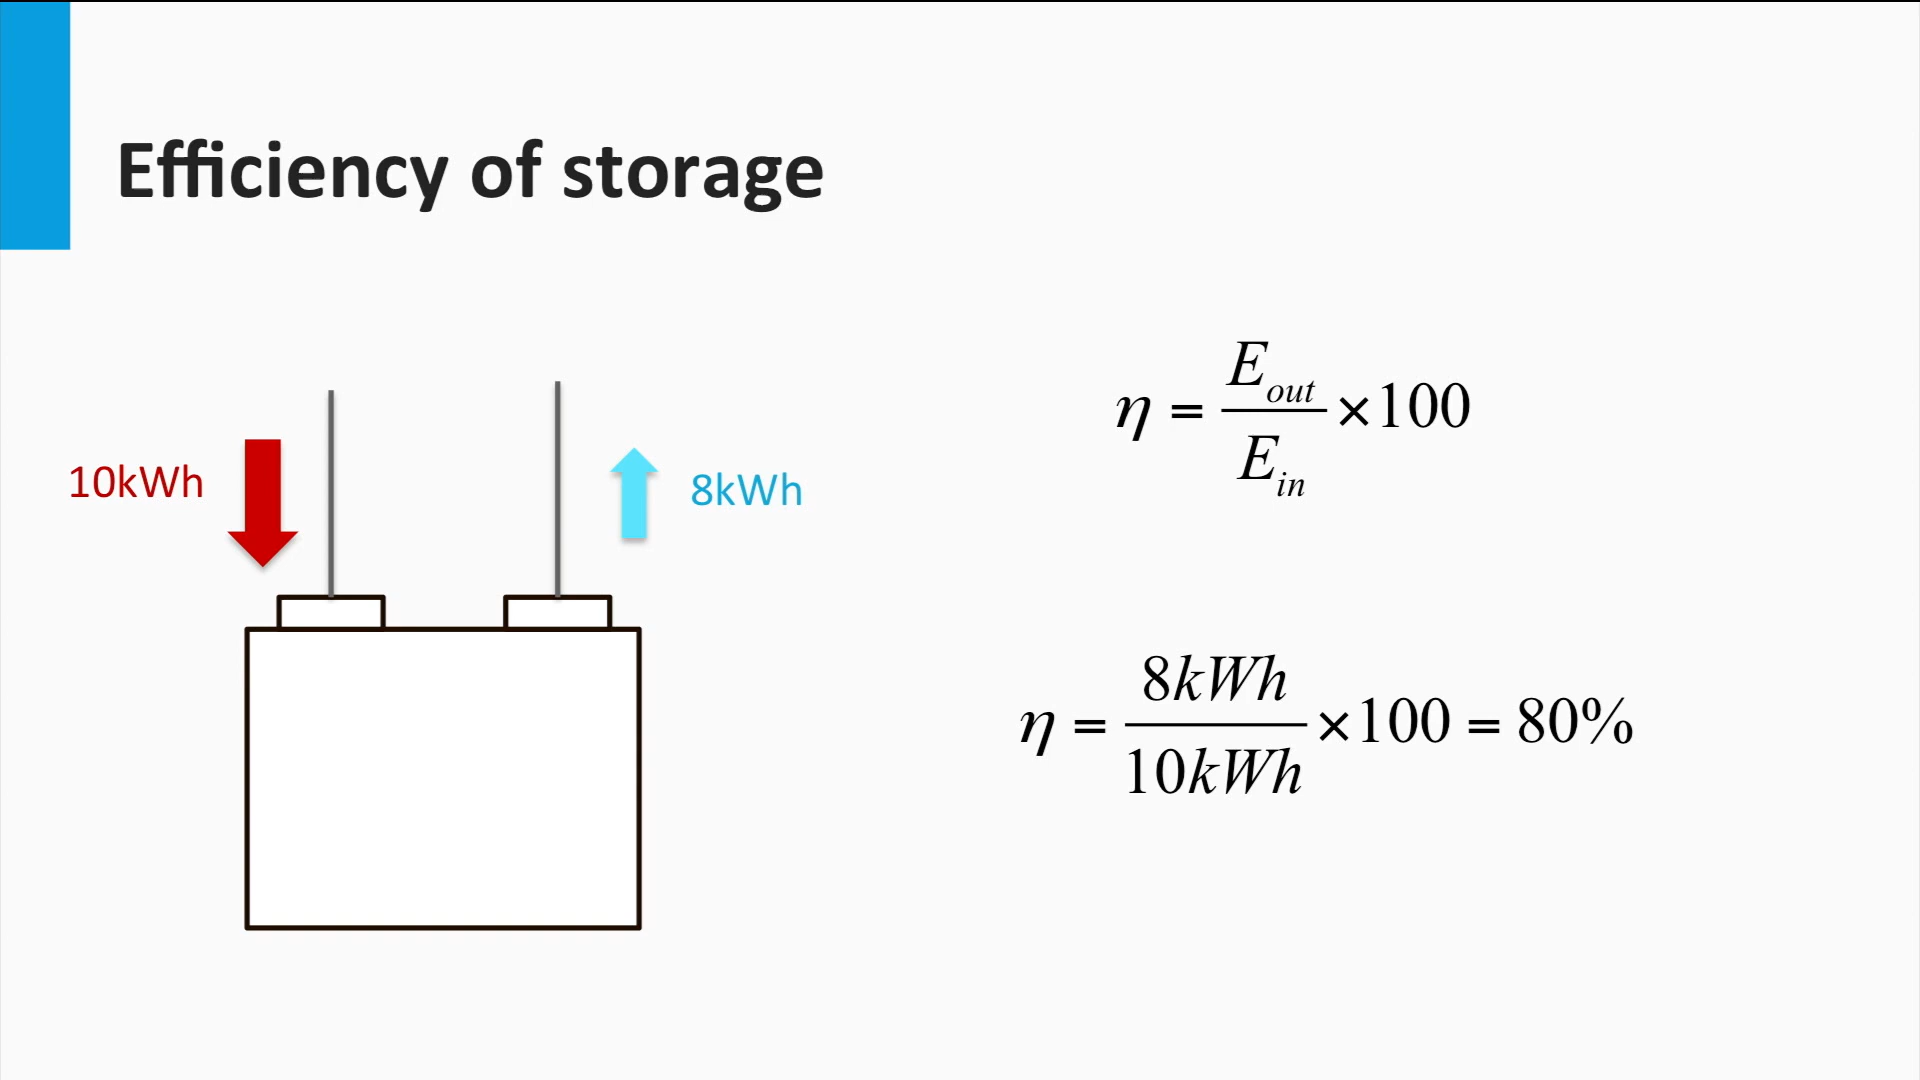 Efficiency of storage
10kWh
8kWh
η = E_out / E_in × 100
η = 8kWh / 10kWh × 100 = 80%